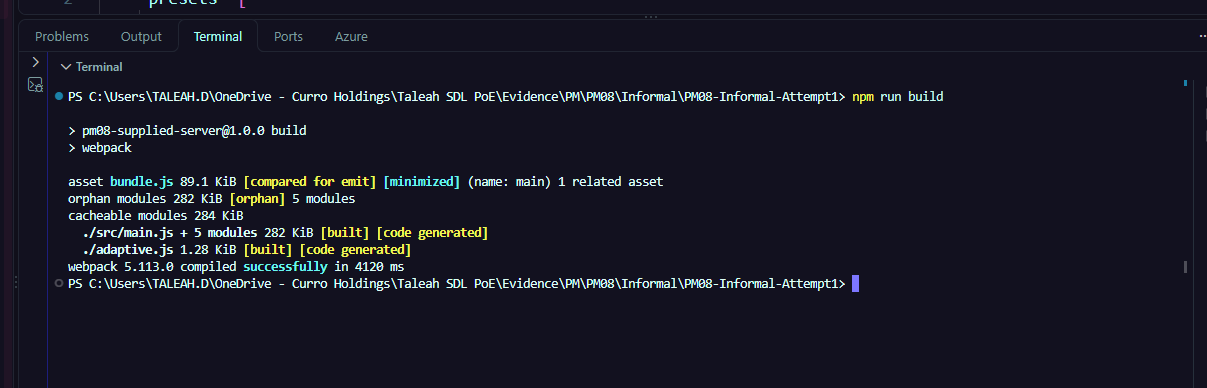 2 presets [
Problems Output Terminal Ports Azure
Terminal
PS C:\Users\TALEAH.D\OneDrive - Curro Holdings\Taleah SDL PoE\Evidence\PM\PM08\Informal\PM08-Informal-Attempt1> npm run build
> pm08-supplied-server@1.0.0 build
> webpack
asset bundle.js 89.1 KiB [compared for emit] [minimized] (name: main) 1 related asset
orphan modules 282 KiB [orphan] 5 modules
cacheable modules 284 KiB
./src/main.js + 5 modules 282 KiB [built] [code generated]
./adaptive.js 1.28 KiB [built] [code generated]
webpack 5.113.0 compiled successfully in 4120 ms
PS C:\Users\TALEAH.D\OneDrive - Curro Holdings\Taleah SDL PoE\Evidence\PM\PM08\Informal\PM08-Informal-Attempt1>